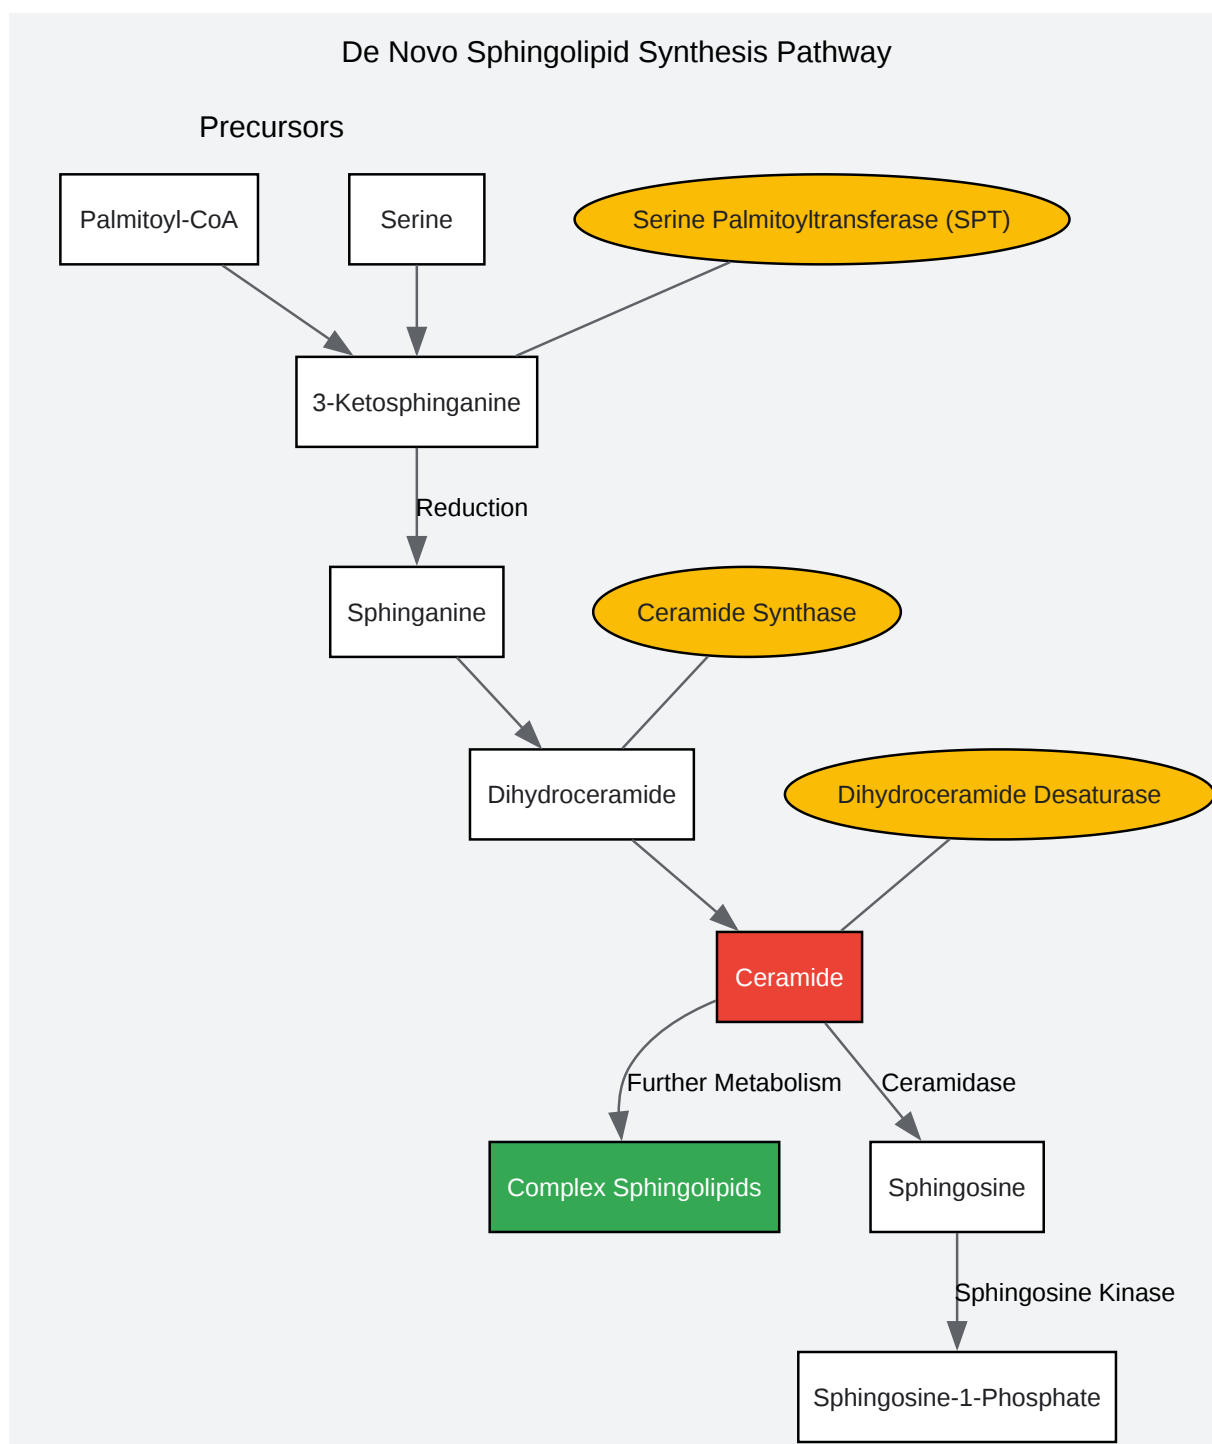 De Novo Sphingolipid Synthesis Pathway
Precursors
Palmitoyl-CoA
Serine
Serine Palmitoyltransferase (SPT)
3-Ketosphinganine
Reduction
Sphinganine
Ceramide Synthase
Dihydroceramide
Dihydroceramide Desaturase
Ceramide
Further Metabolism
Ceramidase
Complex Sphingolipids
Sphingosine
Sphingosine Kinase
Sphingosine-1-Phosphate